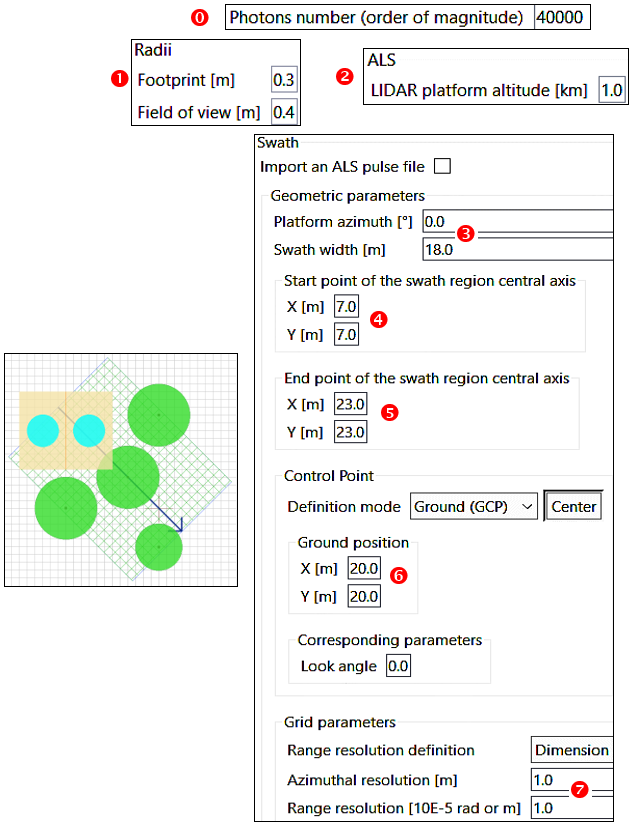 0 Photons number (order of magnitude) 40000
Radii
1 Footprint [m] 0.3
Field of view [m] 0.4
2 ALS
LIDAR platform altitude [km] 1.0
Swath
Import an ALS pulse file
Geometric parameters
Platform azimuth [°] 0.0
3
Swath width [m] 18.0
Start point of the swath region central axis
X [m] 7.0
4
Y [m] 7.0
End point of the swath region central axis
X [m] 23.0
5
Y [m] 23.0
Control Point
Definition mode Ground (GCP) Center
Ground position
X [m] 20.0
6
Y [m] 20.0
Corresponding parameters
Look angle 0.0
Grid parameters
Range resolution definition Dimension
Azimuthal resolution [m] 1.0
7
Range resolution [10E-5 rad or m] 1.0